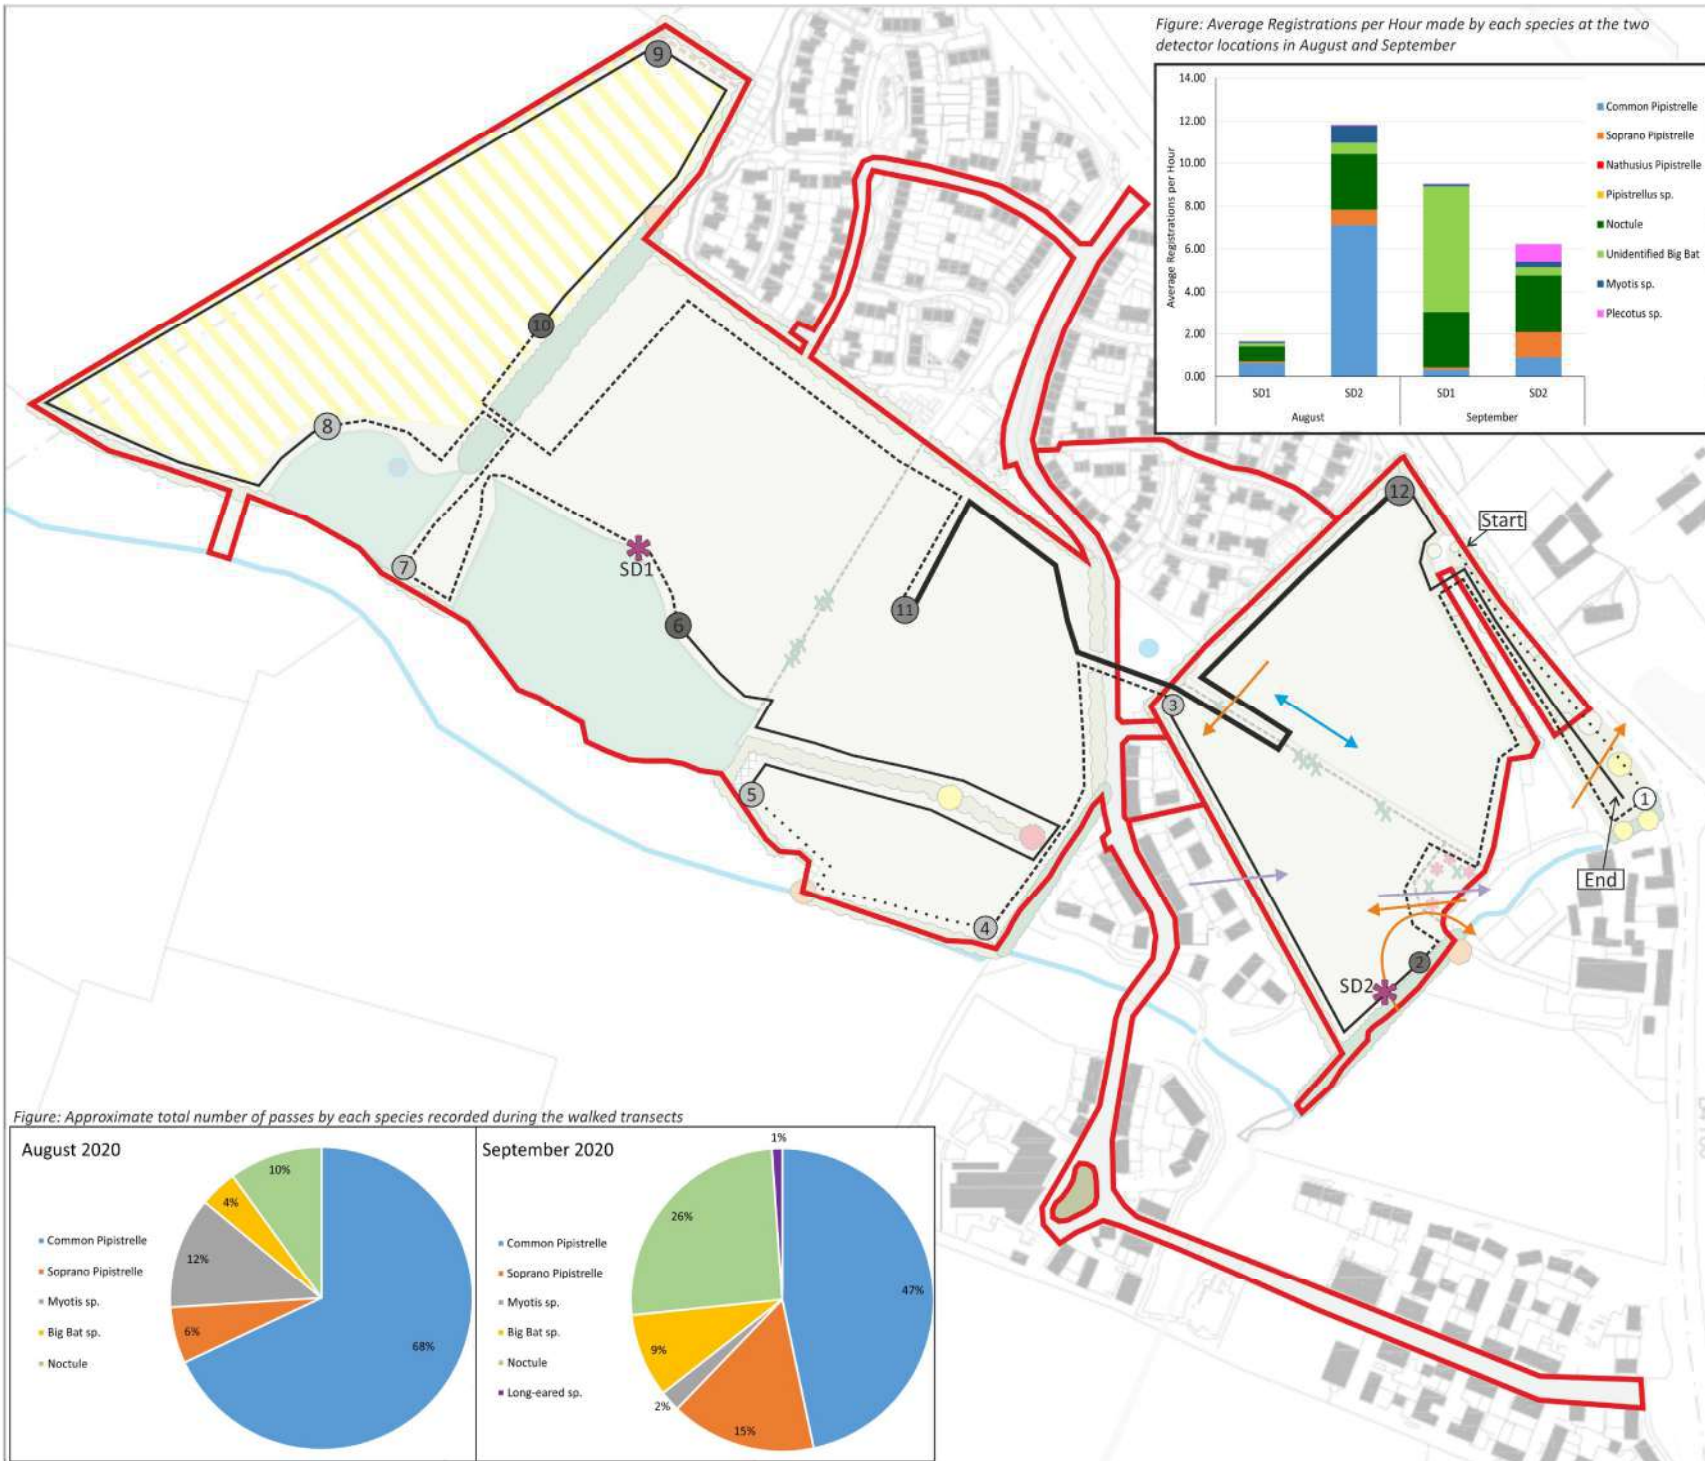 Figure: Average Registrations per Hour made by each species at the two
detector locations in August and September
14.00
12.00
10.00
8.00
6.00
4.00
2.00
0.00
Average Registrations per Hour
SD1
SD2
SD1
SD2
August
September
Common Pipistrelle
Soprano Pipistrelle
Nathusius Pipistrelle
Pipistrellus sp.
Noctule
Unidentified Big Bat
Myotis sp.
Plecotus sp.
9
10
8
12
Start
SD1
7
6
11
3
5
1
End
4
2
SD2
Figure: Approximate total number of passes by each species recorded during the walked transects
August 2020
Common Pipistrelle
Soprano Pipistrelle
Myotis sp.
Big Bat sp.
Noctule
10%
4%
12%
6%
68%
September 2020
Common Pipistrelle
Soprano Pipistrelle
Myotis sp.
Big Bat sp.
Noctule
Long-eared sp.
1%
26%
47%
9%
2%
15%